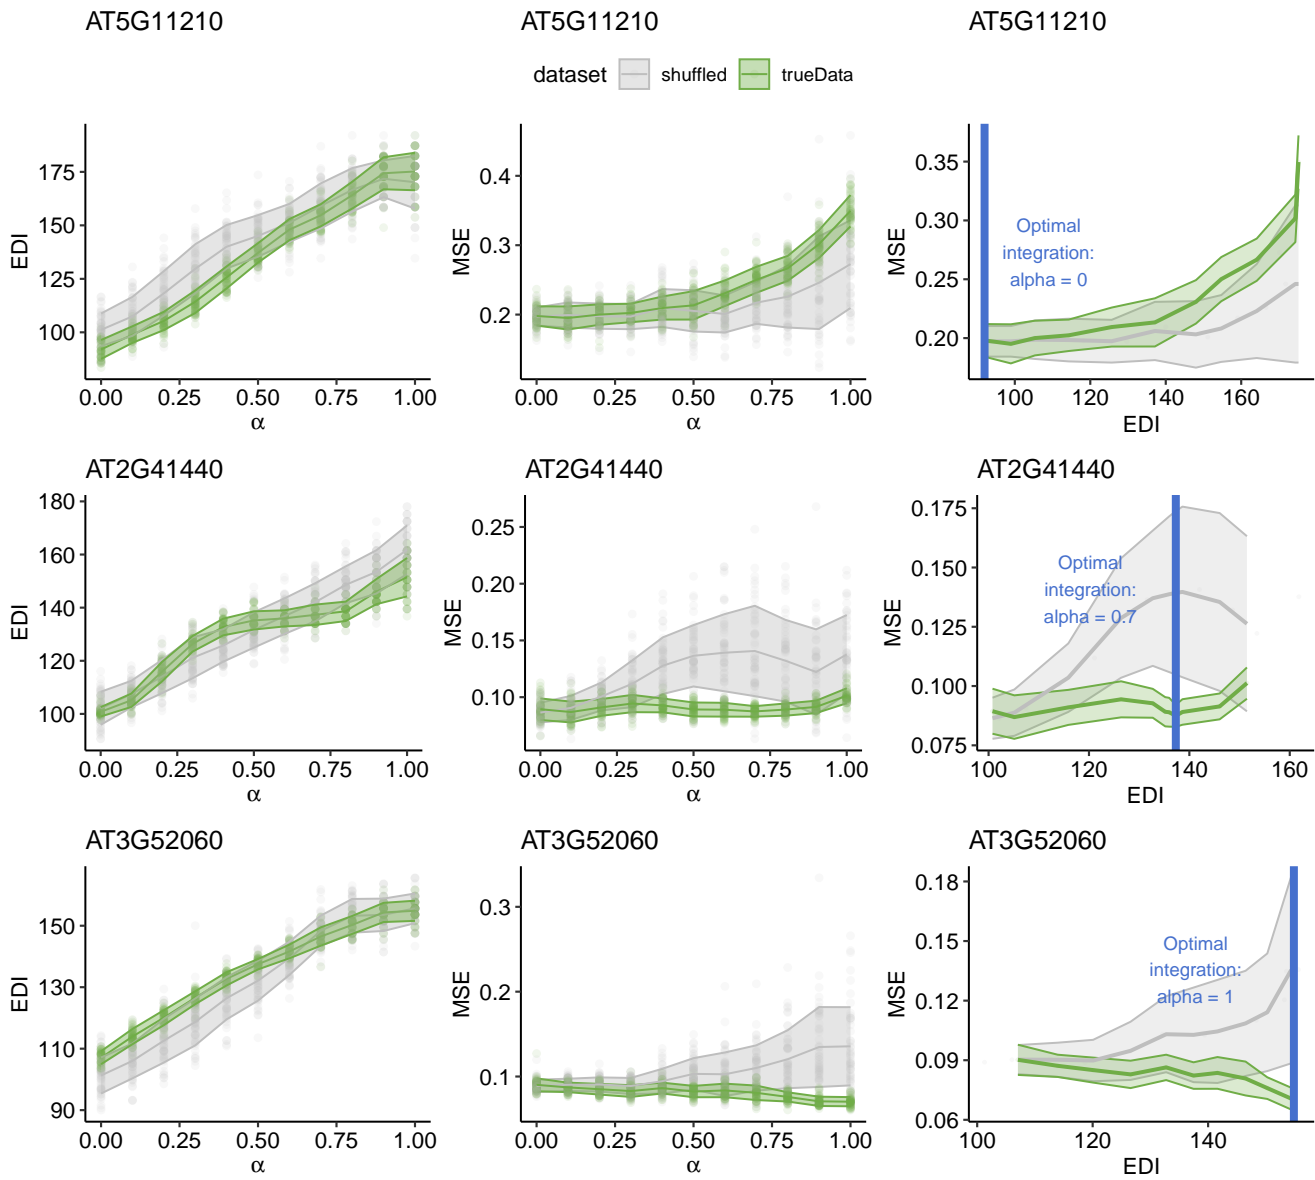 AT5G11210 AT5G11210 AT5G11210
dataset shuffled trueData
EDI
175
150
125
100
0.00 0.25 0.50 0.75 1.00
α
MSE
0.4
0.3
0.2
0.00 0.25 0.50 0.75 1.00
α
MSE
0.35
0.30
0.25
0.20
Optimal
integration:
alpha = 0
100 120 140 160
EDI
AT2G41440 AT2G41440 AT2G41440
EDI
180
160
140
120
100
0.00 0.25 0.50 0.75 1.00
α
MSE
0.25
0.20
0.15
0.10
0.00 0.25 0.50 0.75 1.00
α
MSE
0.175
0.150
0.125
0.100
0.075
Optimal
integration:
alpha = 0.7
100 120 140 160
EDI
AT3G52060 AT3G52060 AT3G52060
EDI
150
130
110
90
0.00 0.25 0.50 0.75 1.00
α
MSE
0.3
0.2
0.1
0.00 0.25 0.50 0.75 1.00
α
MSE
0.18
0.15
0.12
0.09
0.06
Optimal
integration:
alpha = 1
100 120 140
EDI